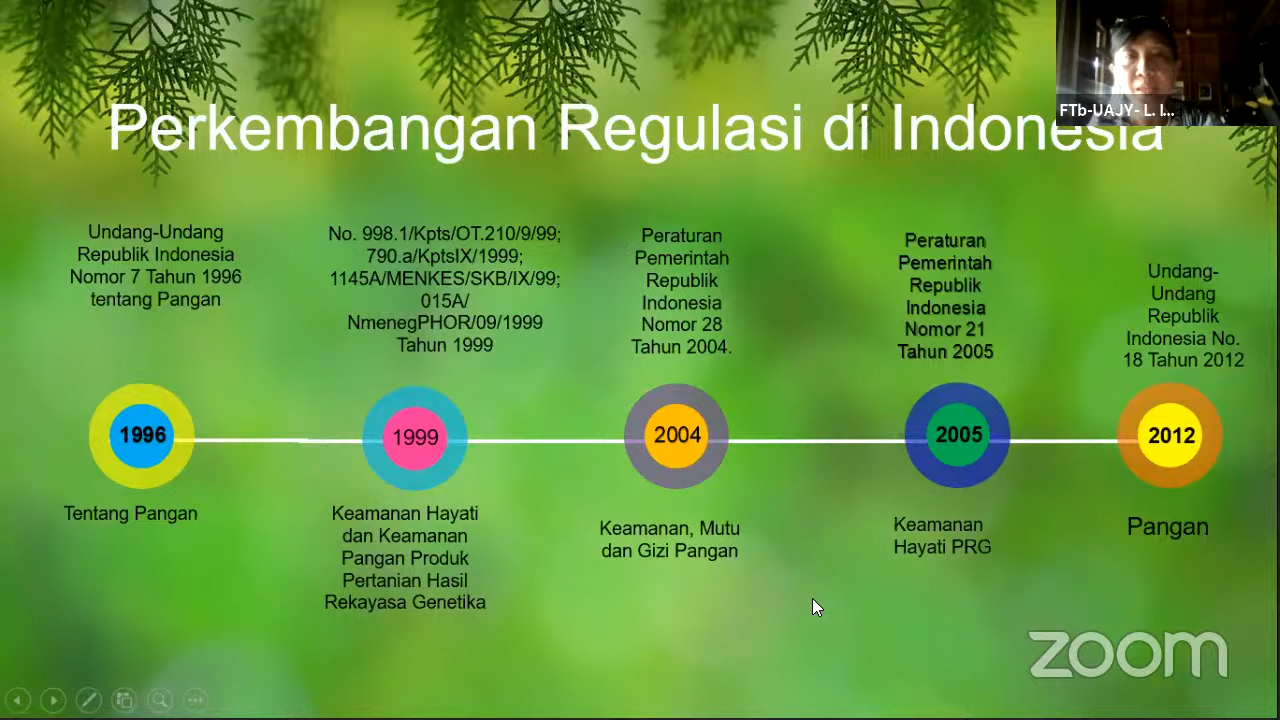 FTb-UAJY- L. I...
Perkembangan Regulasi di Indonesia
Undang-Undang
Republik Indonesia
Nomor 7 Tahun 1996
tentang Pangan
No. 998.1/Kpts/OT.210/9/99;
790.a/KptsIX/1999;
1145A/MENKES/SKB/IX/99;
015A/
NmenegPHOR/09/1999
Tahun 1999
Peraturan
Pemerintah
Republik
Indonesia
Nomor 28
Tahun 2004.
Peraturan
Pemerintah
Republik
Indonesia
Nomor 21
Tahun 2005
Undang-
Undang
Republik
Indonesia No.
18 Tahun 2012
1996
1999
2004
2005
2012
Tentang Pangan
Keamanan Hayati
dan Keamanan
Pangan Produk
Pertanian Hasil
Rekayasa Genetika
Keamanan, Mutu
dan Gizi Pangan
Keamanan
Hayati PRG
Pangan
zoom